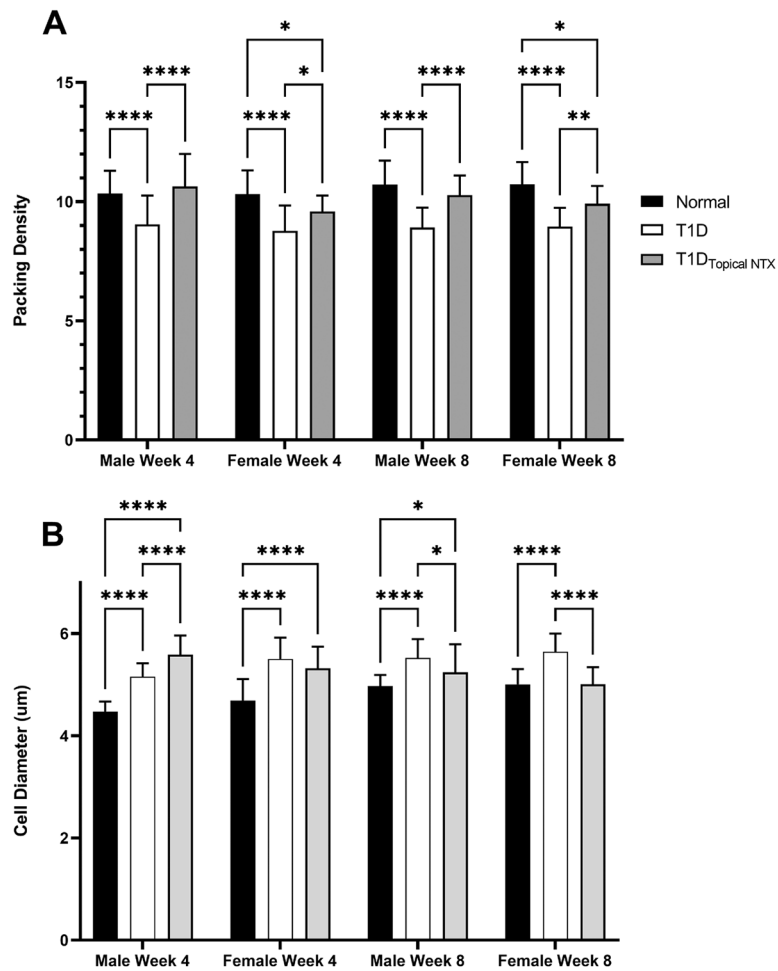 A
*
****
****
*
****
*
****
****
****
****
**
15
10
5
0
Packing Density
Normal
T1D
T1D Topical NTX
Male Week 4
Female Week 4
Male Week 8
Female Week 8
B
****
****
*
****
****
****
*
****
****
****
6
4
2
0
Cell Diameter (um)
Male Week 4
Female Week 4
Male Week 8
Female Week 8